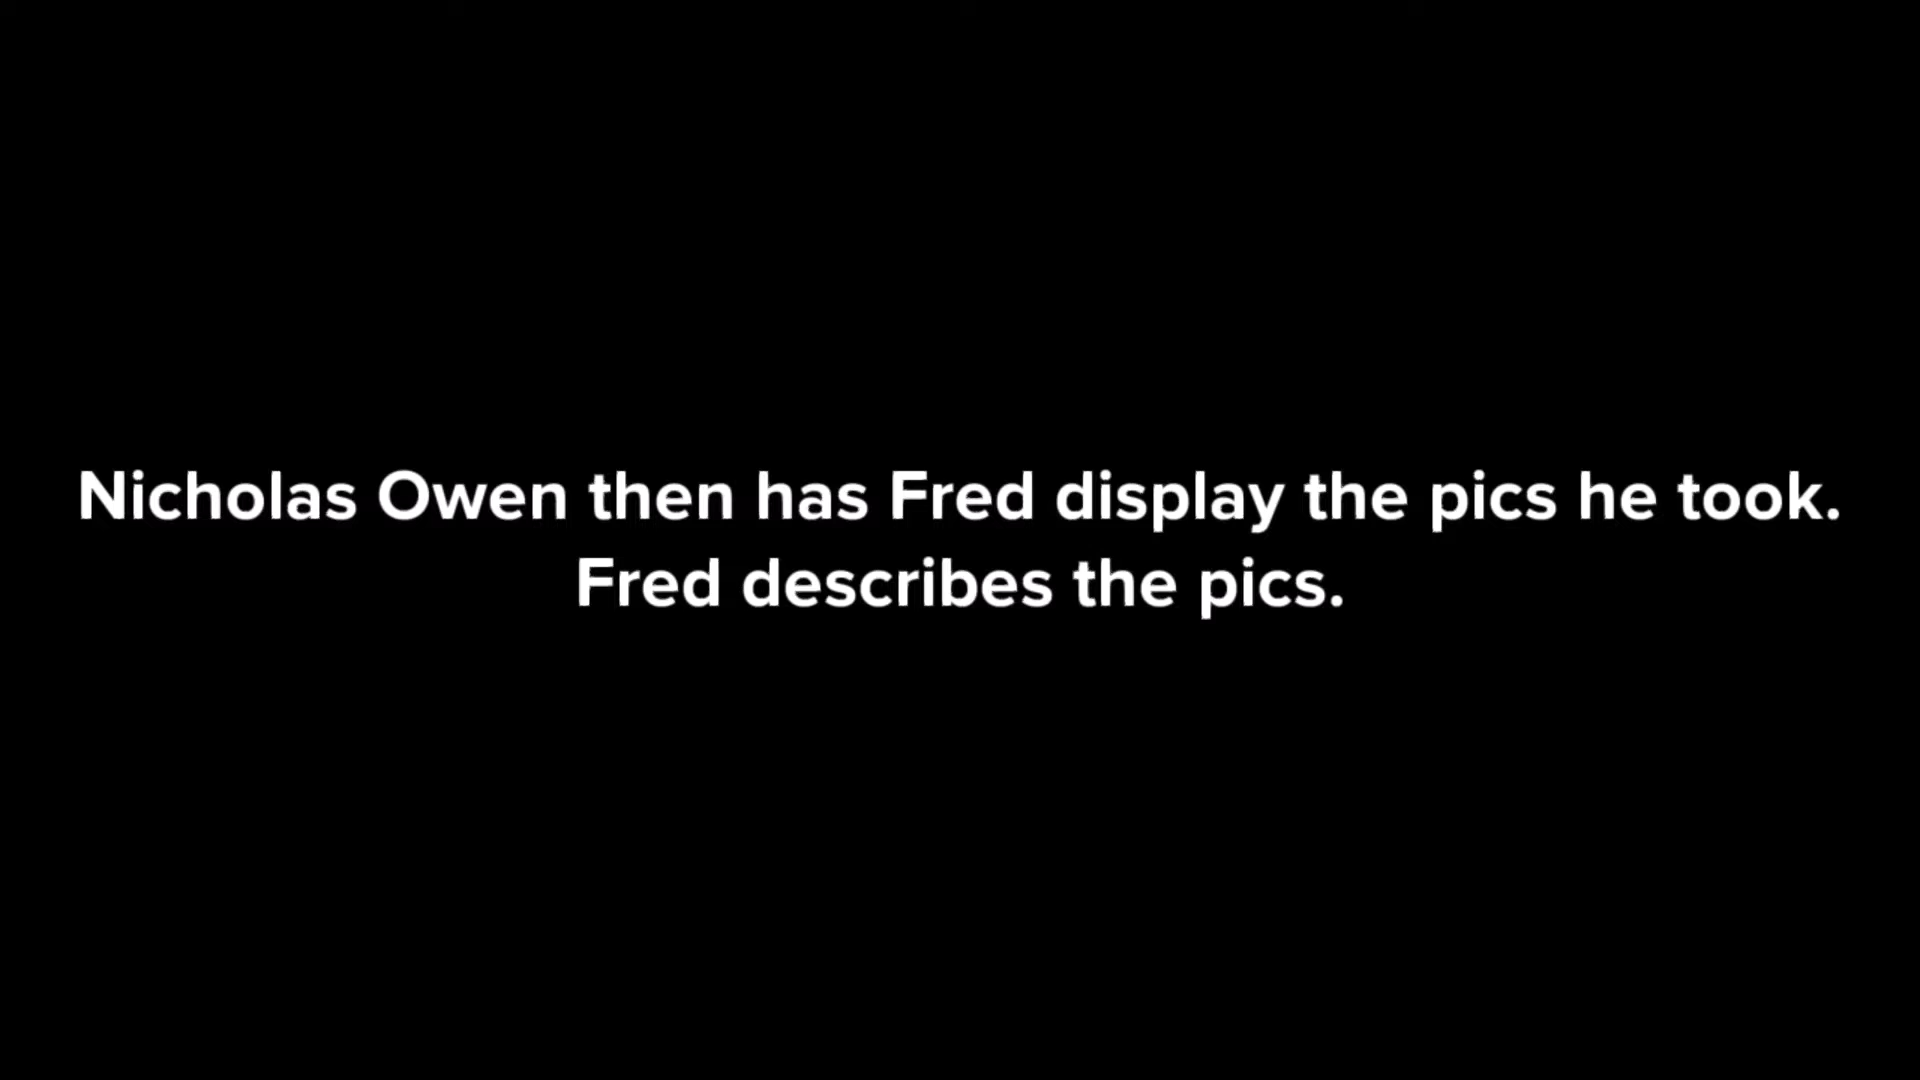 Nicholas Owen then has Fred display the pics he took.
Fred describes the pics.